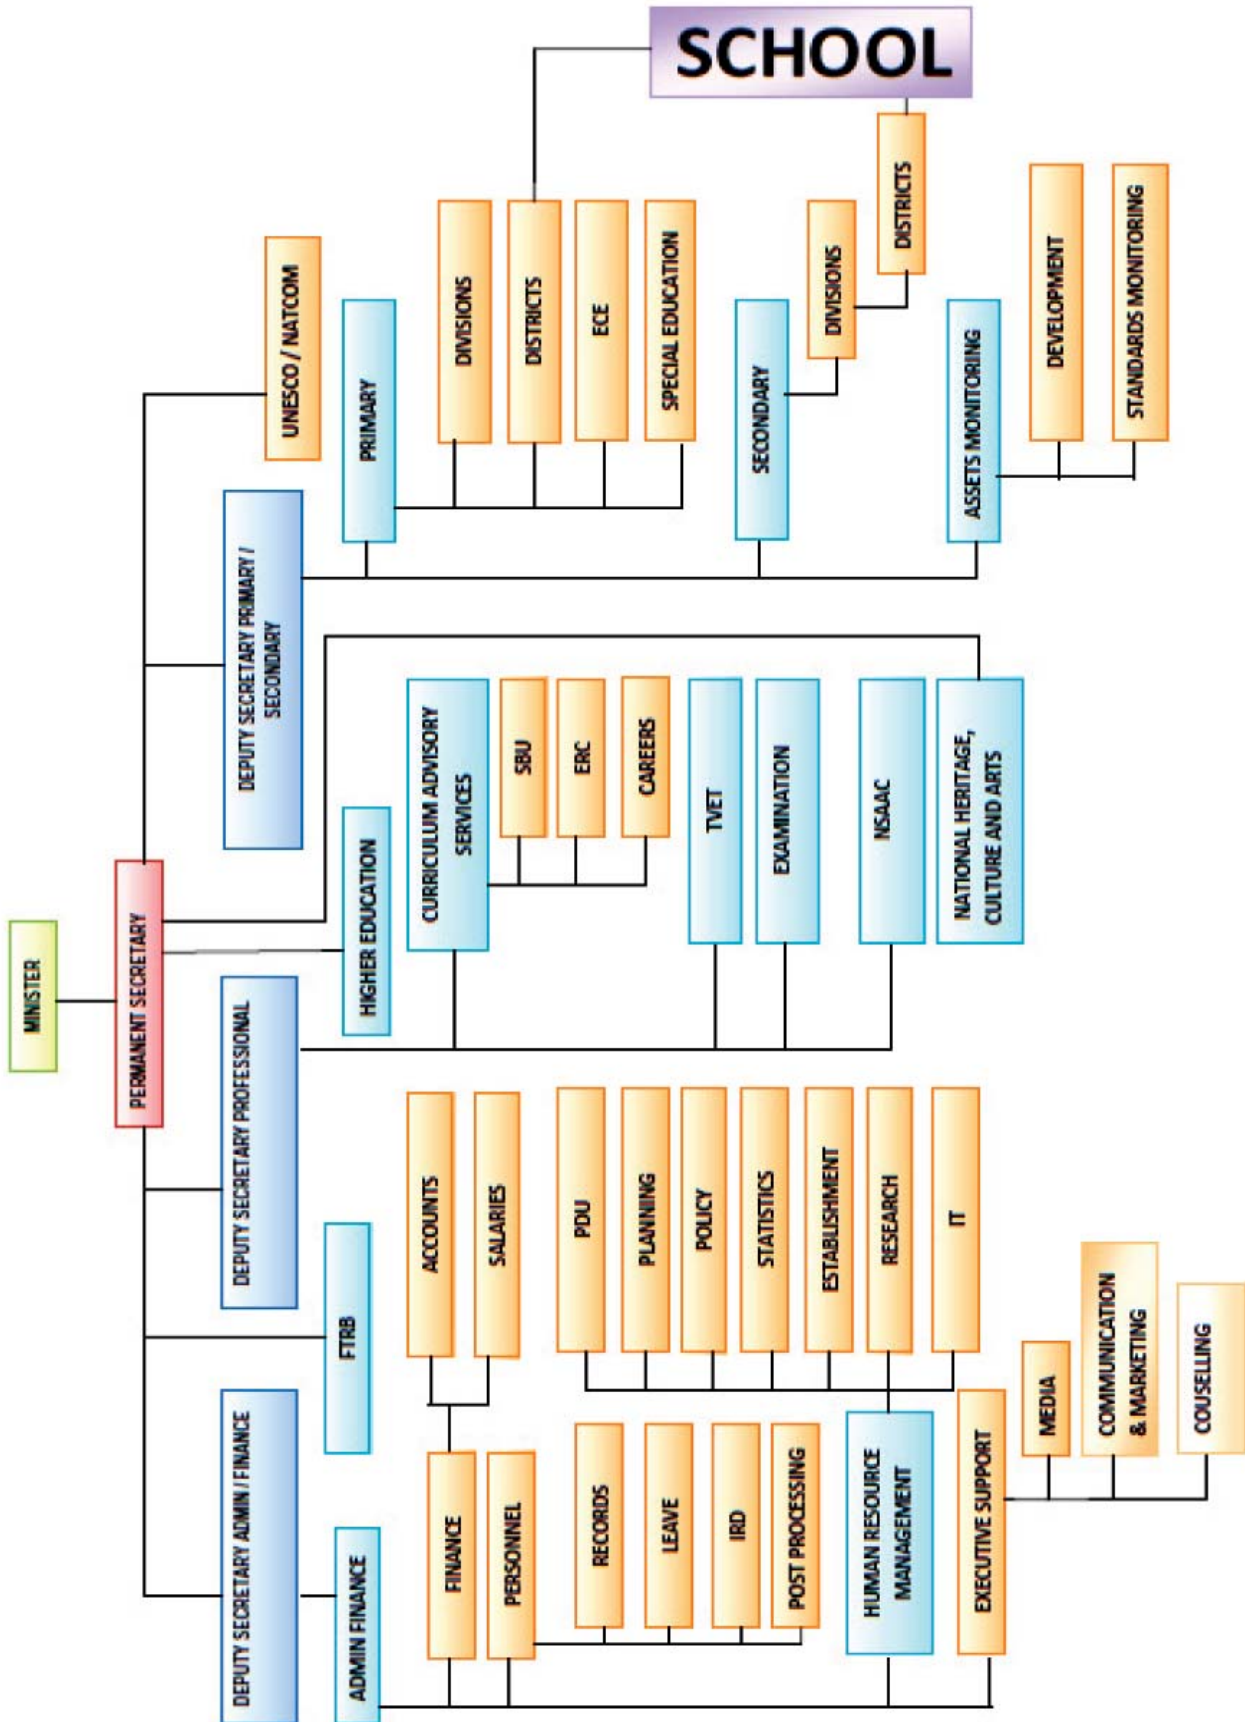 MINISTER
PERMANENT SECRETARY
DEPUTY SECRETARY ADMIN / FINANCE
DEPUTY SECRETARY PROFESSIONAL
DEPUTY SECRETARY PRIMARY /
SECONDARY
UNESCO / NATCOM
ADMIN FINANCE
FTRB
HIGHER EDUCATION
PRIMARY
FINANCE
ACCOUNTS
SALARIES
PERSONNEL
RECORDS
LEAVE
IRD
POST PROCESSING
HUMAN RESOURCE
MANAGEMENT
PDU
PLANNING
POLICY
STATISTICS
ESTABLISHMENT
RESEARCH
IT
EXECUTIVE SUPPORT
MEDIA
COMMUNICATION
& MARKETING
COUSELLING
CURRICULUM ADVISORY
SERVICES
SBU
ERC
CAREERS
TVET
EXAMINATION
NSAAC
NATIONAL HERITAGE,
CULTURE AND ARTS
DIVISIONS
DISTRICTS
ECE
SPECIAL EDUCATION
SECONDARY
DIVISIONS
DISTRICTS
ASSETS MONITORING
DEVELOPMENT
STANDARDS MONITORING
SCHOOL